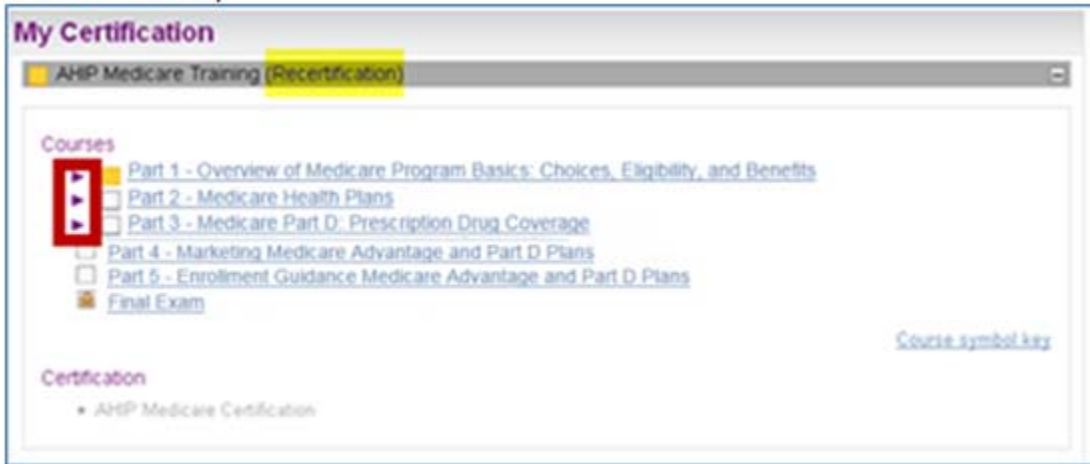 My Certification
AHIP Medicare Training (Recertification)
Courses
Part 1 - Overview of Medicare Program Basics: Choices, Eligibility, and Benefits
Part 2 - Medicare Health Plans
Part 3 - Medicare Part D: Prescription Drug Coverage
Part 4 - Marketing Medicare Advantage and Part D Plans
Part 5 - Enrollment Guidance Medicare Advantage and Part D Plans
Final Exam
Course symbol key
Certification
• AHIP Medicare Certification